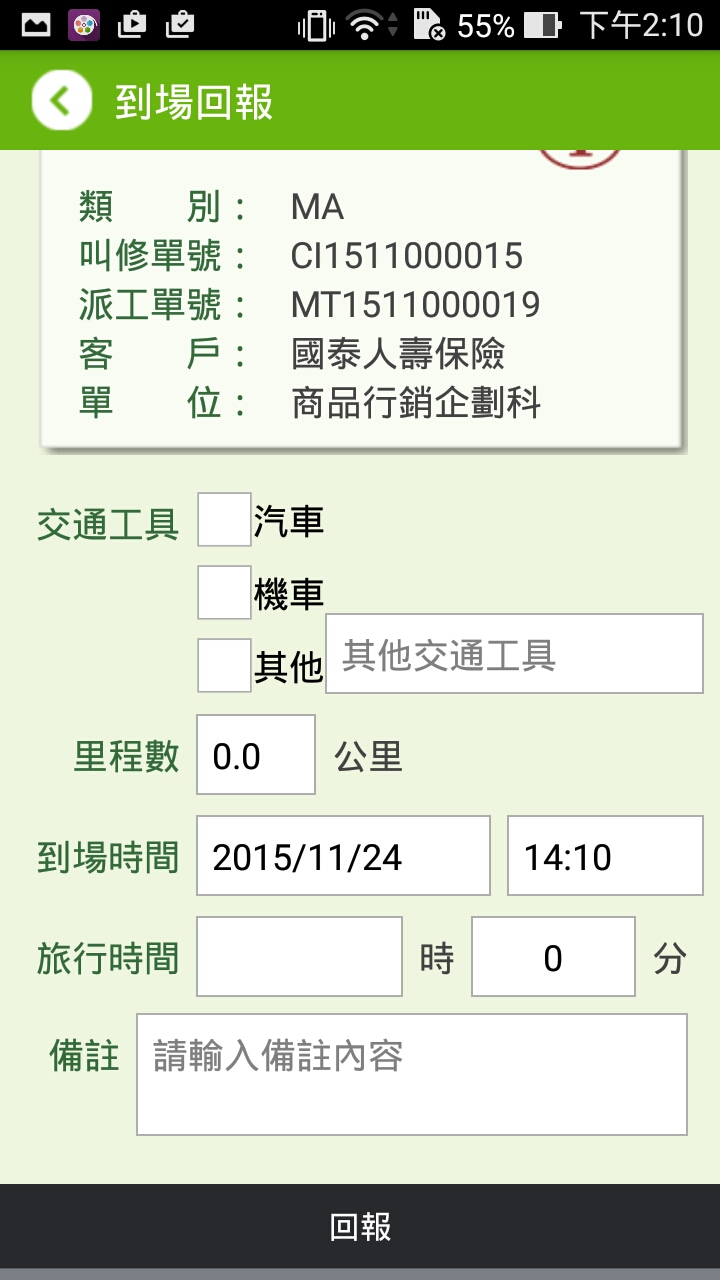 55% 下午2:10
到場回報
類 別： MA
叫修單號： CI1511000015
派工單號： MT1511000019
客 戶： 國泰人壽保險
單 位： 商品行銷企劃科
交通工具 汽車
機車
其他 其他交通工具
里程數 0.0 公里
到場時間 2015/11/24 14:10
旅行時間 時 0 分
備註 請輸入備註內容
回報